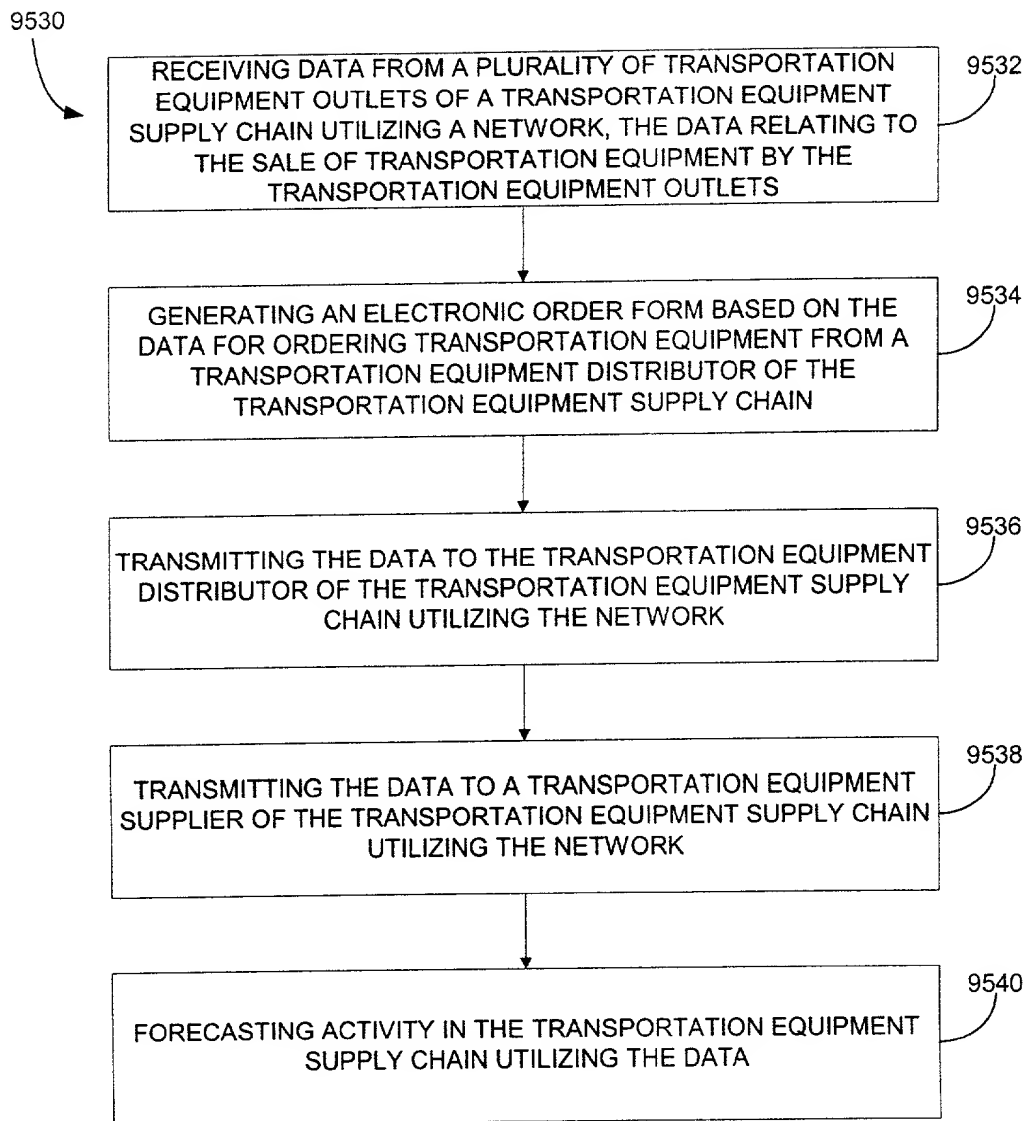 9530
RECEIVING DATA FROM A PLURALITY OF TRANSPORTATION
EQUIPMENT OUTLETS OF A TRANSPORTATION EQUIPMENT
SUPPLY CHAIN UTILIZING A NETWORK, THE DATA RELATING TO
THE SALE OF TRANSPORTATION EQUIPMENT BY THE
TRANSPORTATION EQUIPMENT OUTLETS
9532
GENERATING AN ELECTRONIC ORDER FORM BASED ON THE
DATA FOR ORDERING TRANSPORTATION EQUIPMENT FROM A
TRANSPORTATION EQUIPMENT DISTRIBUTOR OF THE
TRANSPORTATION EQUIPMENT SUPPLY CHAIN
9534
TRANSMITTING THE DATA TO THE TRANSPORTATION EQUIPMENT
DISTRIBUTOR OF THE TRANSPORTATION EQUIPMENT SUPPLY
CHAIN UTILIZING THE NETWORK
9536
TRANSMITTING THE DATA TO A TRANSPORTATION EQUIPMENT
SUPPLIER OF THE TRANSPORTATION EQUIPMENT SUPPLY CHAIN
UTILIZING THE NETWORK
9538
FORECASTING ACTIVITY IN THE TRANSPORTATION EQUIPMENT
SUPPLY CHAIN UTILIZING THE DATA
9540